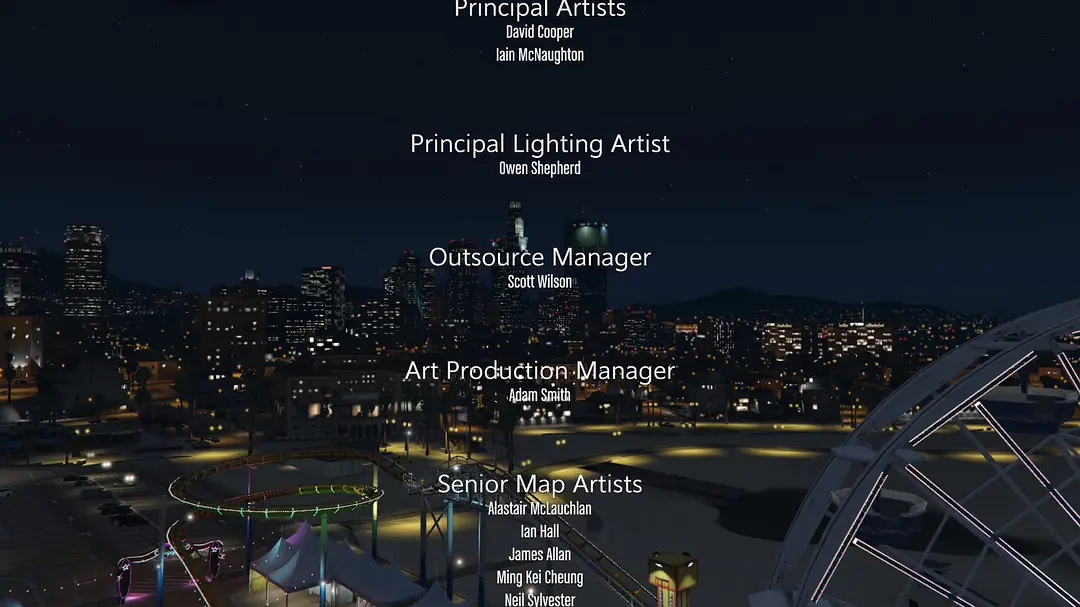 Principal Artists
David Cooper
Iain McNaughton
Principal Lighting Artist
Owen Shepherd
Outsource Manager
Scott Wilson
Art Production Manager
Adam Smith
Senior Map Artists
Alastair McLauchlan
Ian Hall
James Allan
Ming Kei Cheung
Neil Sylvester